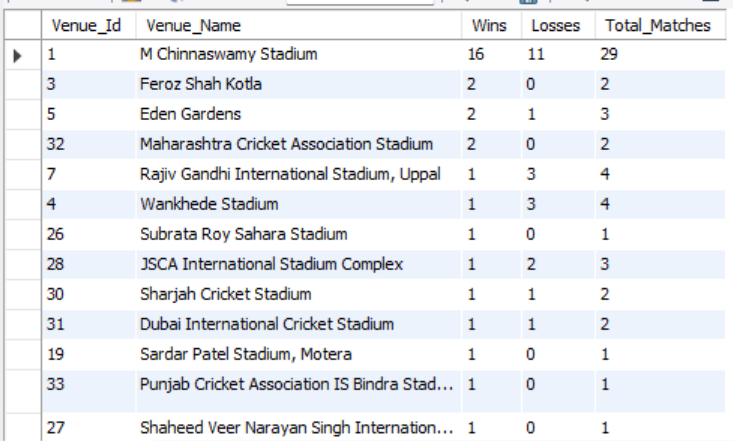 Venue_Id Venue_Name Wins Losses Total_Matches
1 M Chinnaswamy Stadium 16 11 29
3 Feroz Shah Kotla 2 0 2
5 Eden Gardens 2 1 3
32 Maharashtra Cricket Association Stadium 2 0 2
7 Rajiv Gandhi International Stadium, Uppal 1 3 4
4 Wankhede Stadium 1 3 4
26 Subrata Roy Sahara Stadium 1 0 1
28 JSCA International Stadium Complex 1 2 3
30 Sharjah Cricket Stadium 1 1 2
31 Dubai International Cricket Stadium 1 1 2
19 Sardar Patel Stadium, Motera 1 0 1
33 Punjab Cricket Association IS Bindra Stad... 1 0 1
27 Shaheed Veer Narayan Singh Internation... 1 0 1